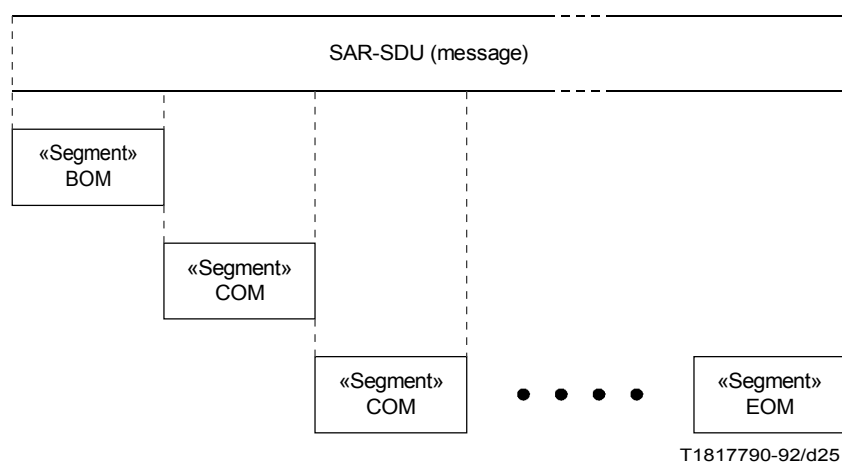 SAR-SDU (message)
«Segment»
BOM
«Segment»
COM
«Segment»
COM
«Segment»
EOM
T1817790-92/d25